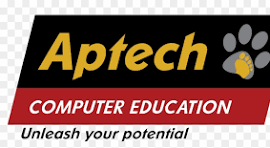 Aptech
COMPUTER EDUCATION
Unleash your potential